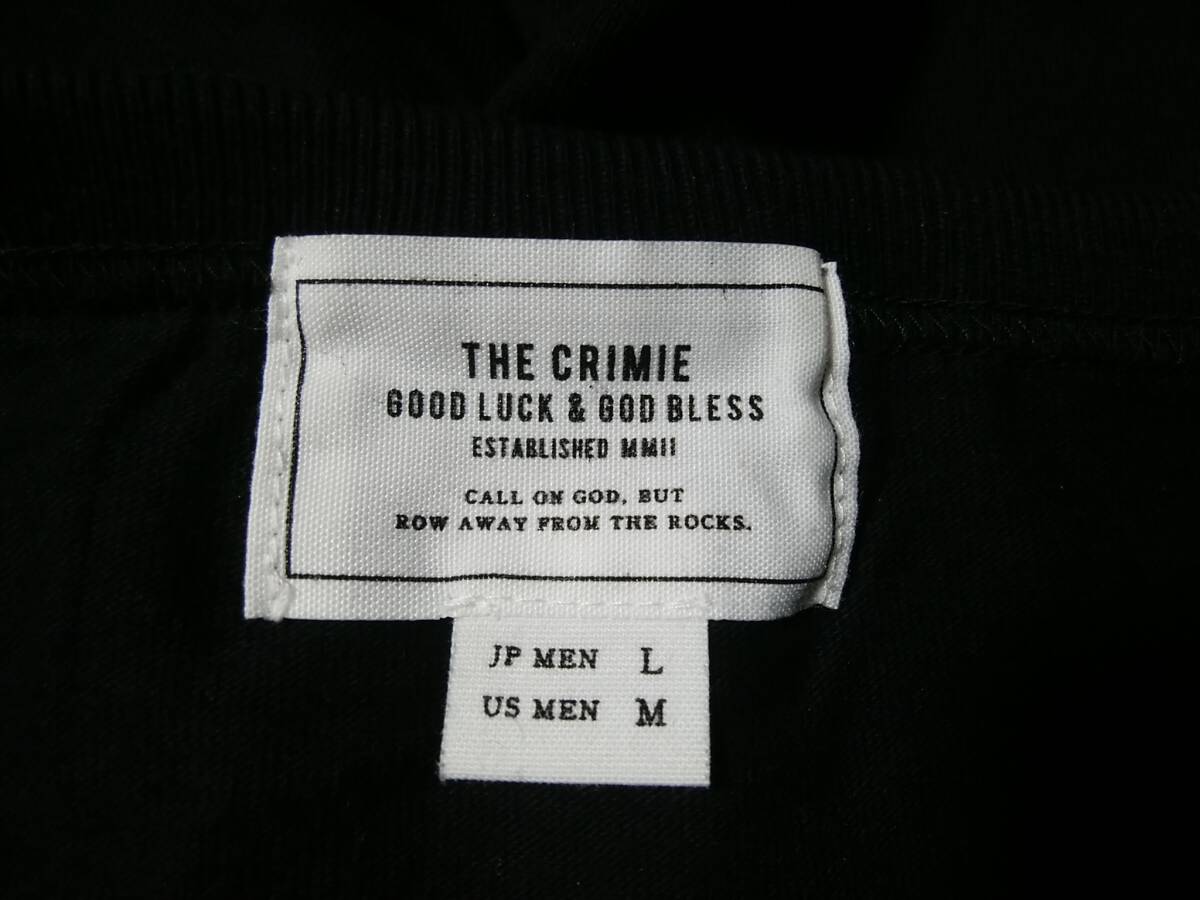 THE CRIMIE
GOOD LUCK & GOD BLESS
ESTABLISHED MMII
CALL ON GOD, BUT
ROW AWAY FROM THE ROCKS.
JP MEN L
US MEN M